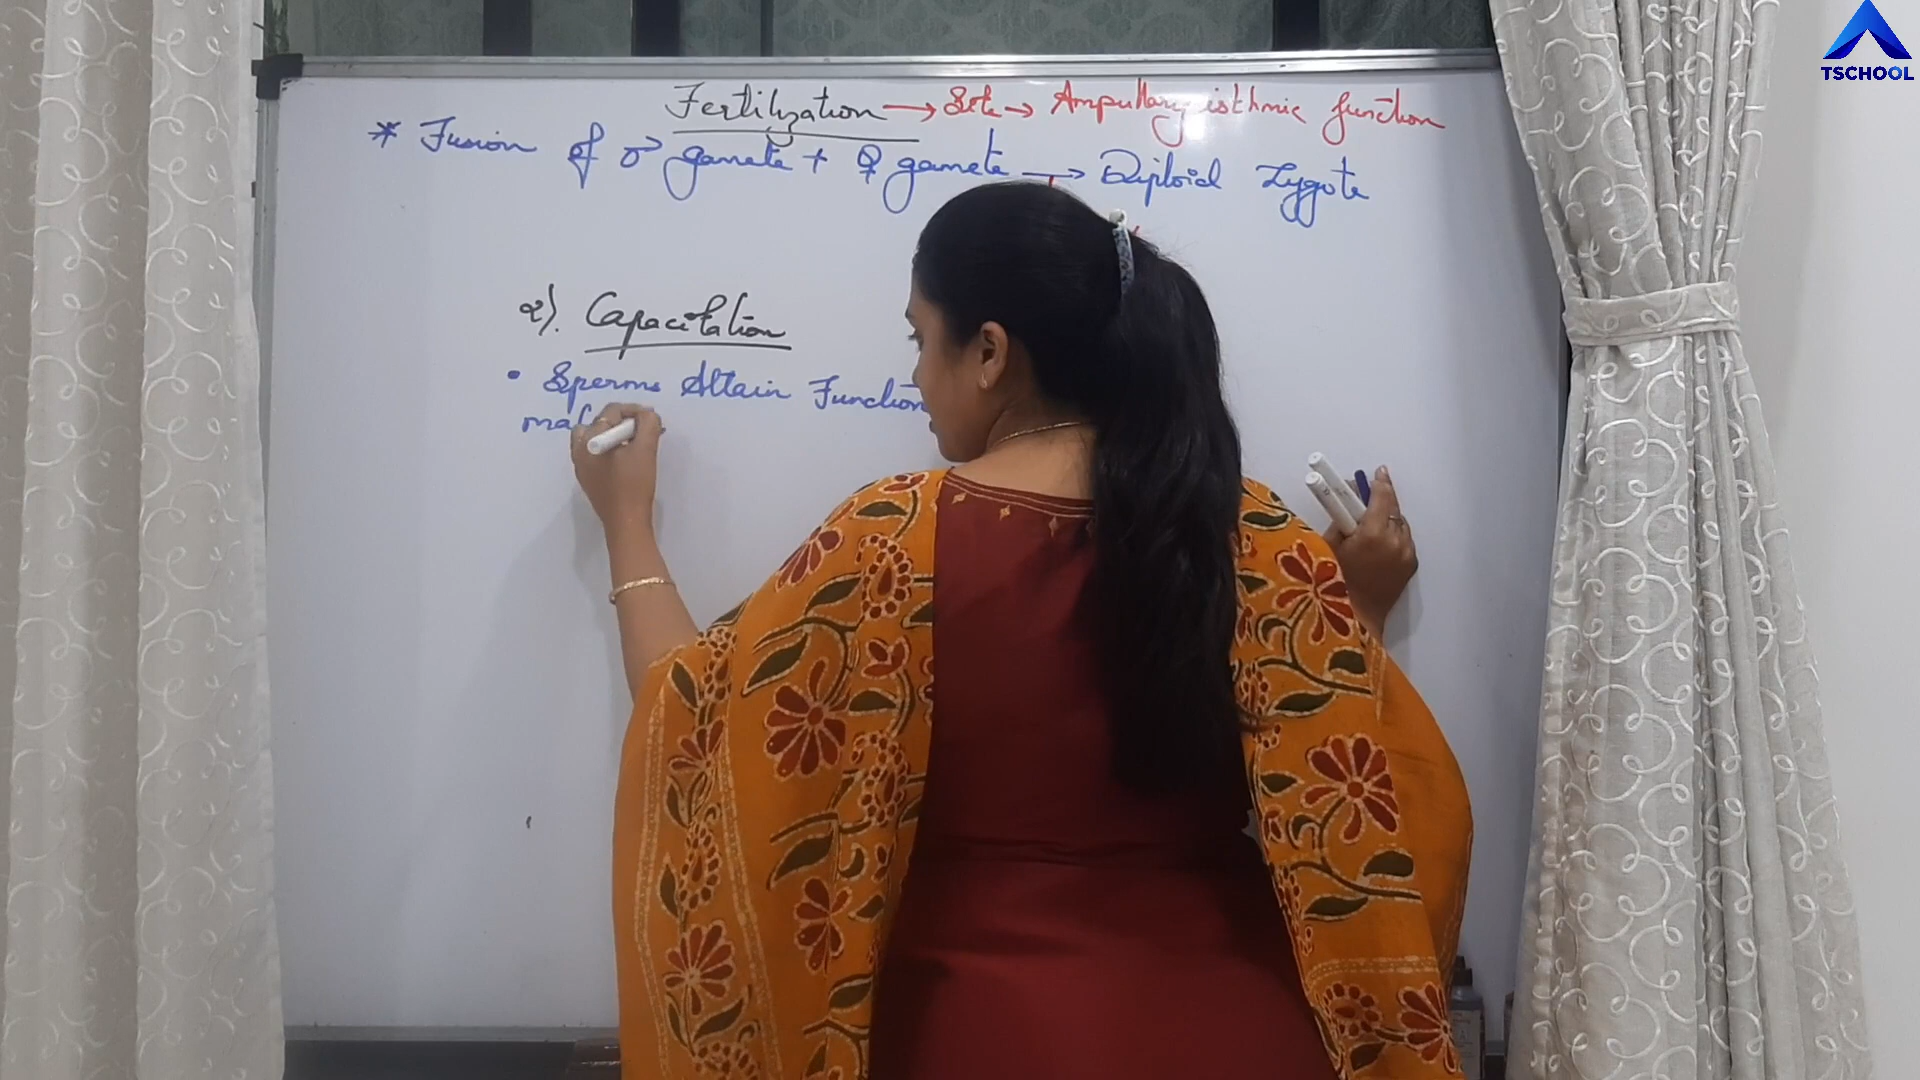 TSCHOOL
Fertilization → Site → Ampullary isthmic function
* Fusion of ♂ gamete + ♀ gamete → Diploid Zygote
2). Capacitation
• Sperms Attain Function